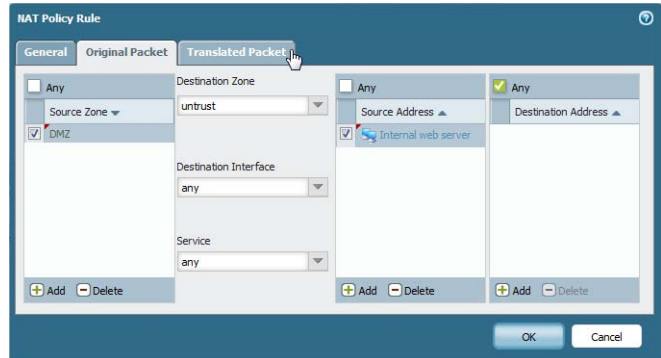 NAT Policy Rule
General
Original Packet
Translated Packet
Any
Source Zone
DMZ
Add
Delete
Destination Zone
untrust
Destination Interface
any
Service
any
Any
Source Address
Internal web server
Add
Delete
Any
Destination Address
Add
Delete
OK
Cancel